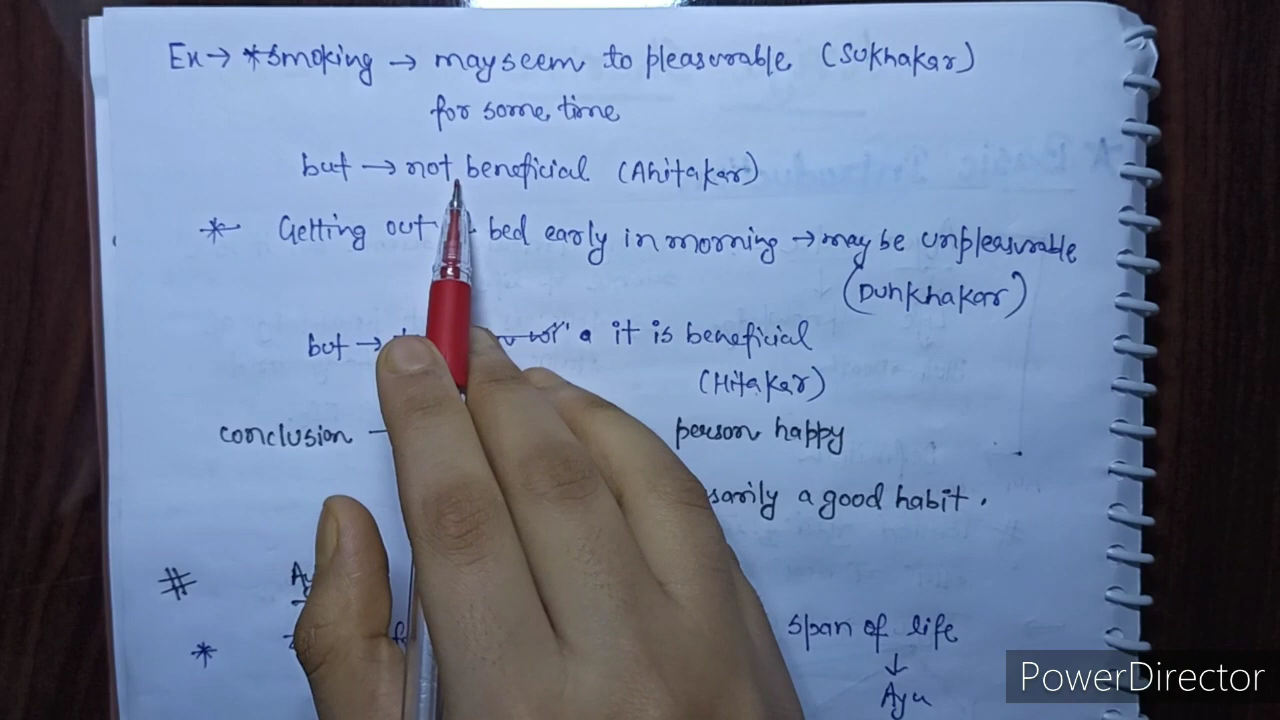 Ex → *smoking → may seem to pleasurable (Sukhakar)
for some time
but → not beneficial (Ahitakar)
* Getting out bed early in morning → may be unpleasurable
(Duhkhakar)
but → it is beneficial
(Hitakar)
conclusion person happy
a good habit.
#
* span of life
↓
Ayu
PowerDirector